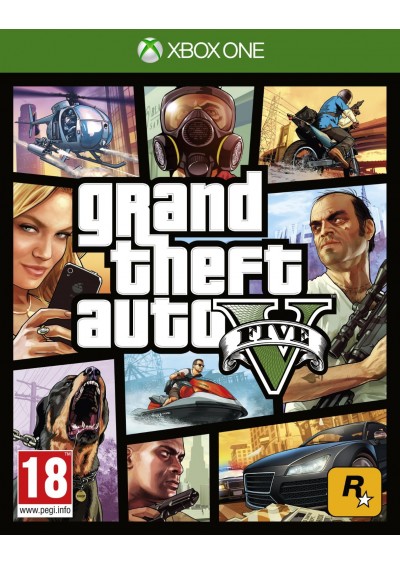 XBOX ONE
grand
theft
auto
V
FIVE
18
www.pegi.info
R